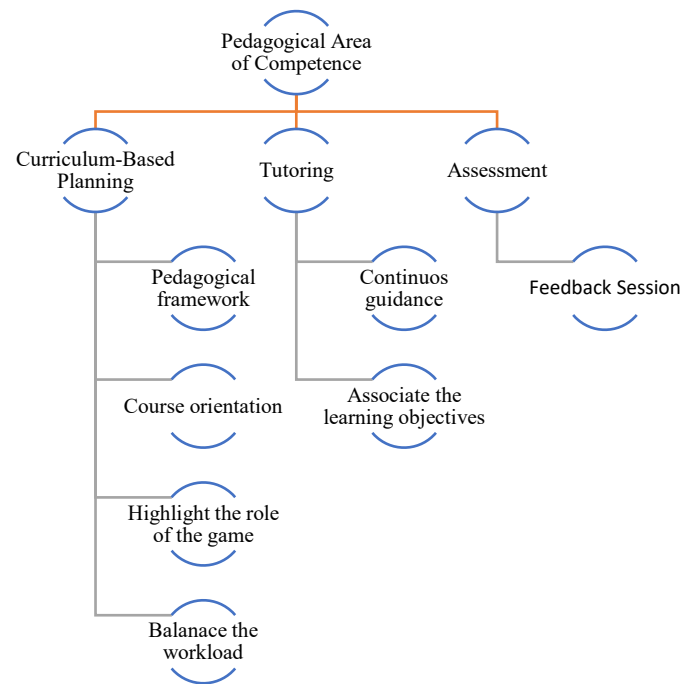 Pedagogical Area
of Competence
Curriculum-Based
Planning
Tutoring
Assessment
Pedagogical
framework
Continuos
guidance
Feedback Session
Course orientation
Associate the
learning objectives
Highlight the role
of the game
Balanace the
workload